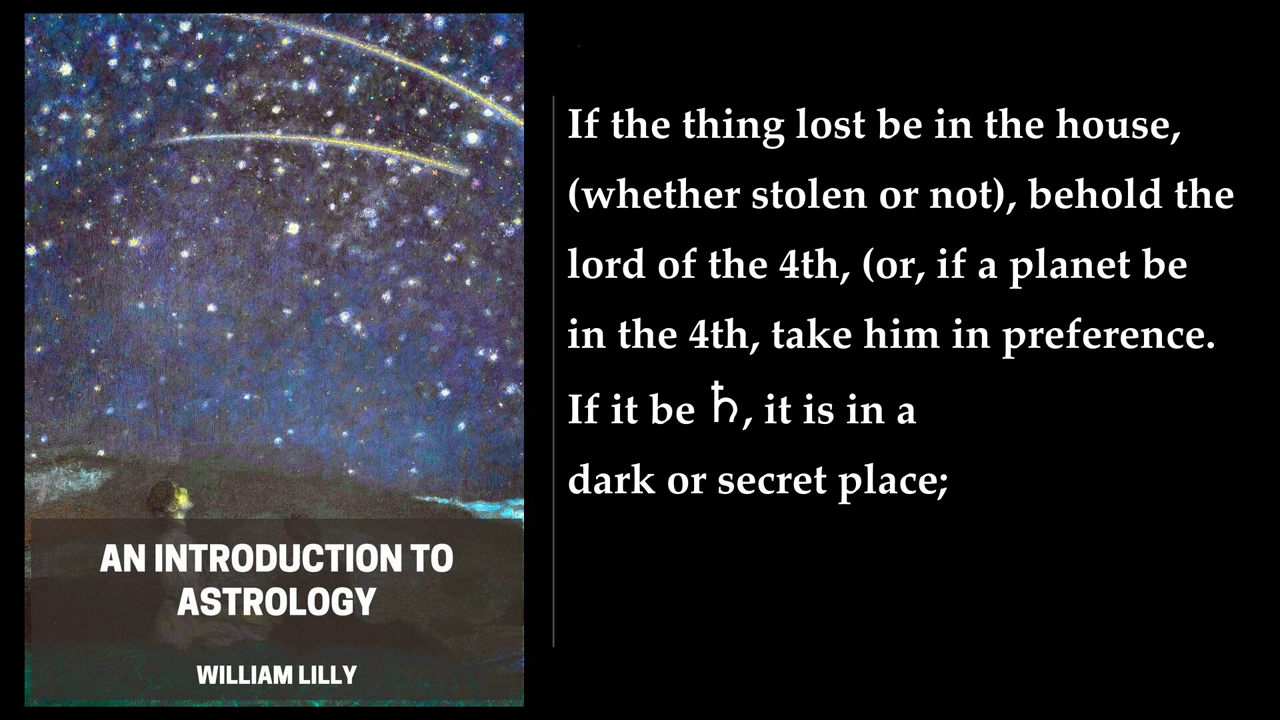 If the thing lost be in the house,
(whether stolen or not), behold the
lord of the 4th, (or, if a planet be
in the 4th, take him in preference.
If it be ♄, it is in a
dark or secret place;
AN INTRODUCTION TO
ASTROLOGY
WILLIAM LILLY